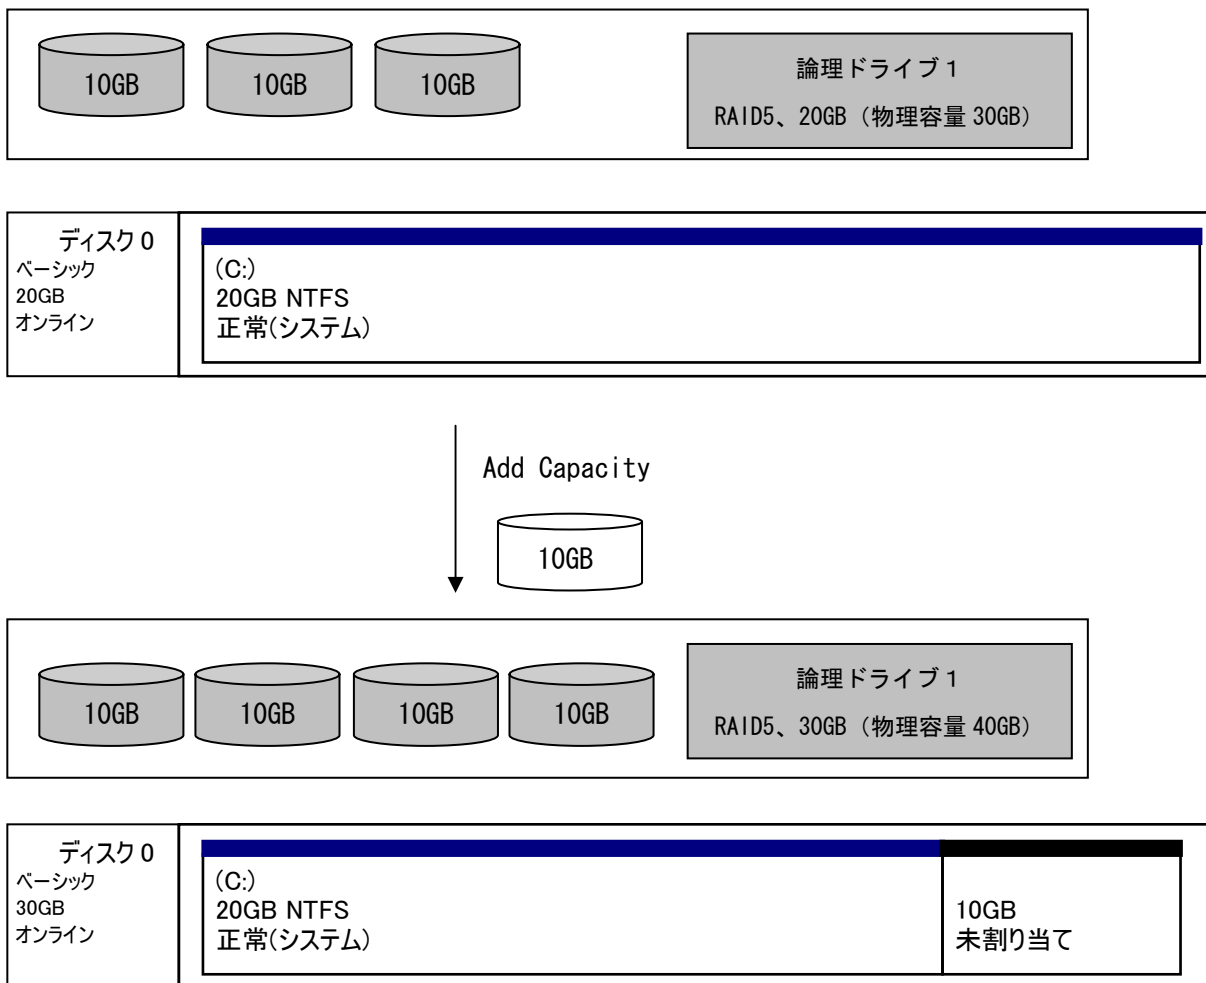 10GB 10GB 10GB
論理ドライブ1
RAID5、20GB（物理容量 30GB）
ディスク 0
ベーシック
20GB
オンライン
(C:)
20GB NTFS
正常(システム)
Add Capacity
10GB
10GB 10GB 10GB 10GB
論理ドライブ1
RAID5、30GB（物理容量 40GB）
ディスク 0
ベーシック
30GB
オンライン
(C:)
20GB NTFS
正常(システム)
10GB
未割り当て